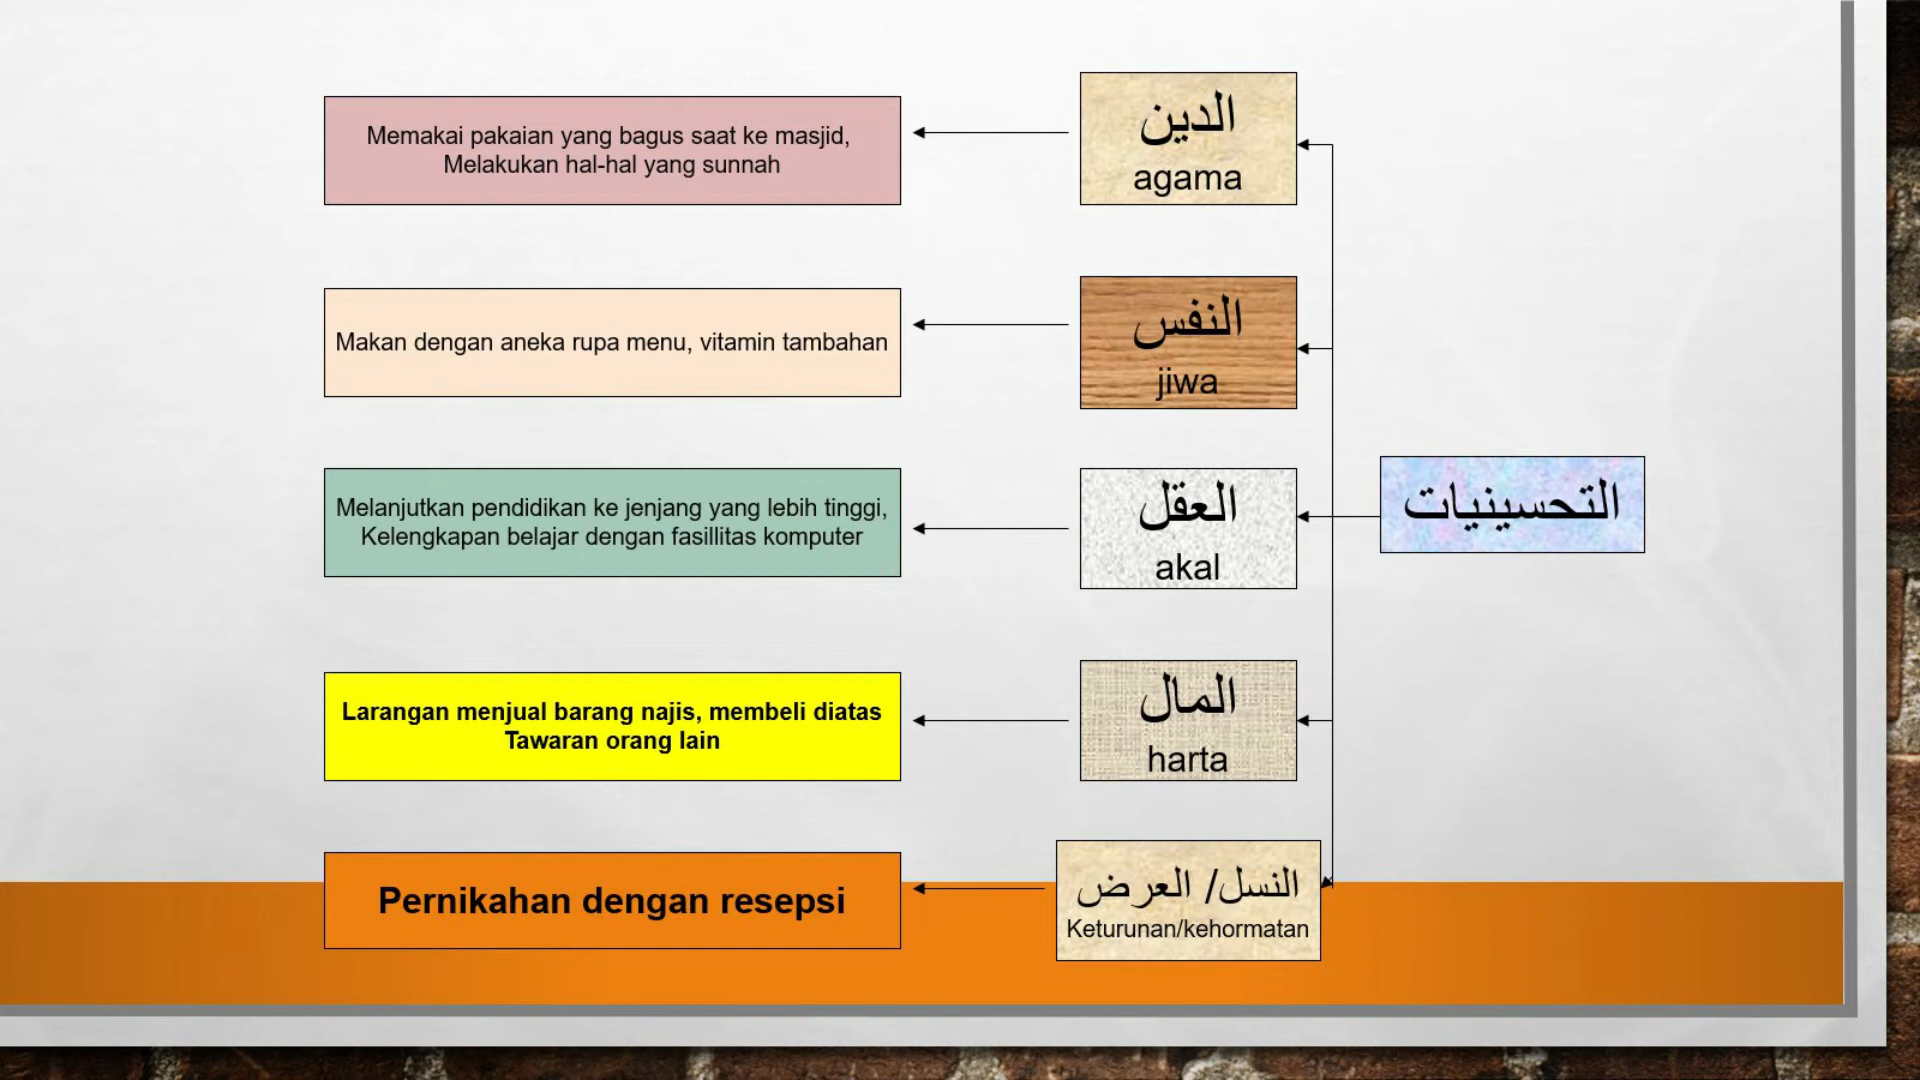 الدين
agama
Memakai pakaian yang bagus saat ke masjid,
Melakukan hal-hal yang sunnah
النفس
jiwa
Makan dengan aneka rupa menu, vitamin tambahan
التحسينيات
العقل
akal
Melanjutkan pendidikan ke jenjang yang lebih tinggi,
Kelengkapan belajar dengan fasillitas komputer
المال
harta
Larangan menjual barang najis, membeli diatas
Tawaran orang lain
النسل/ العرض
Keturunan/kehormatan
Pernikahan dengan resepsi